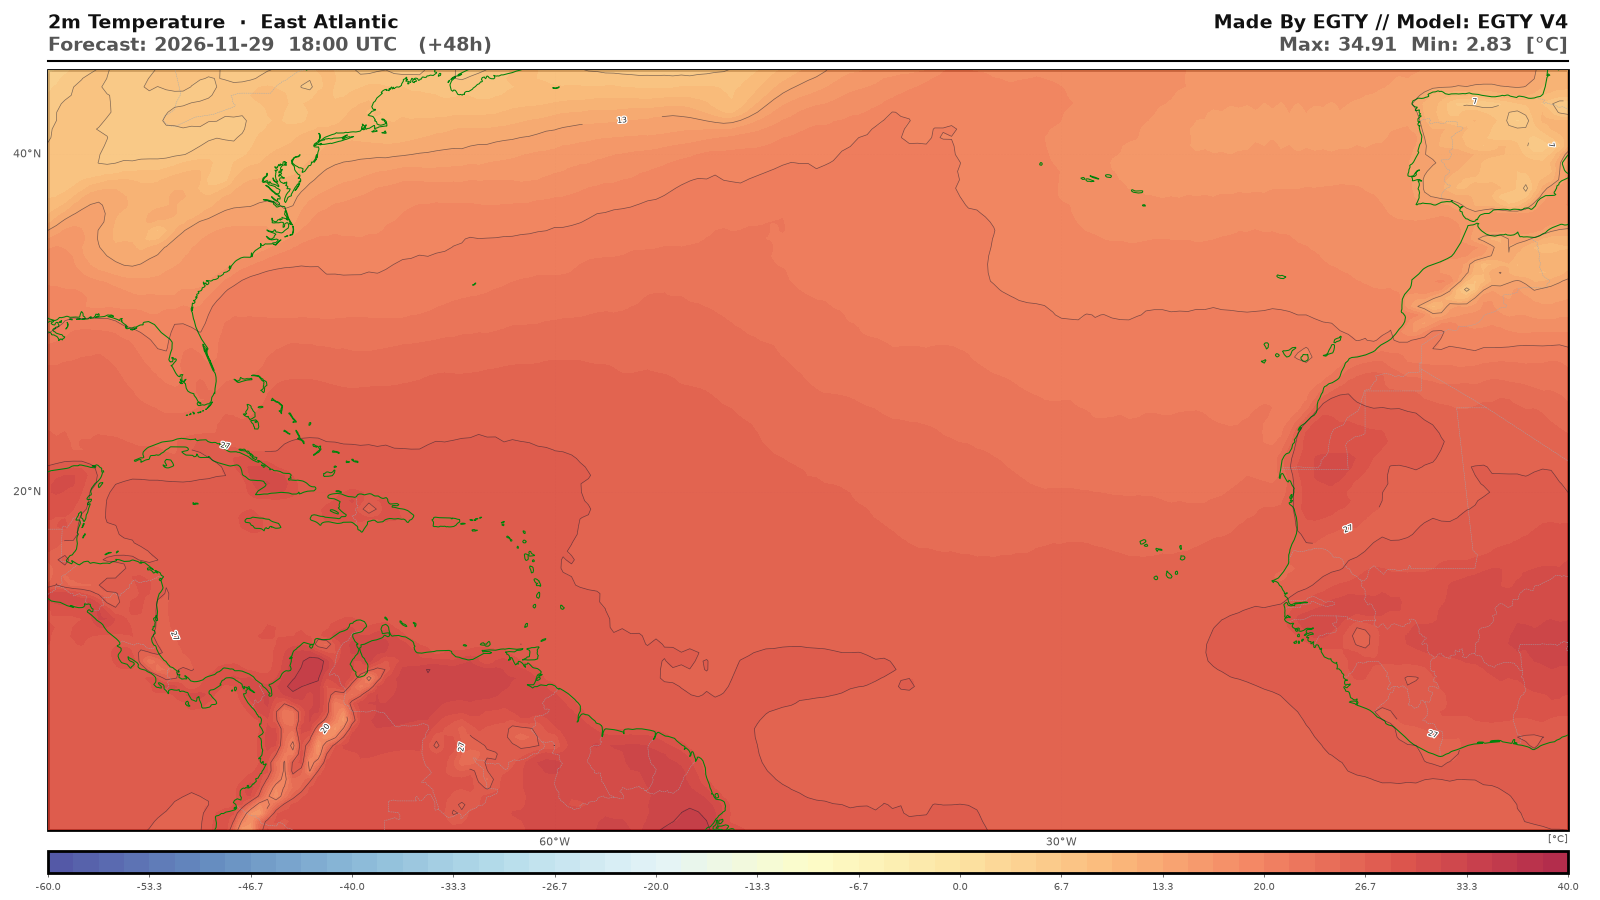 2m Temperature · East Atlantic
Made By EGTY // Model: EGTY V4
Forecast: 2026-11-29 18:00 UTC (+48h)
Max: 34.91 Min: 2.83 [°C]
7
13
40°N
27
20°N
27
27
20
27
27
60°W
30°W
[°C]
-60.0 -53.3 -46.7 -40.0 -33.3 -26.7 -20.0 -13.3 -6.7 0.0 6.7 13.3 20.0 26.7 33.3 40.0